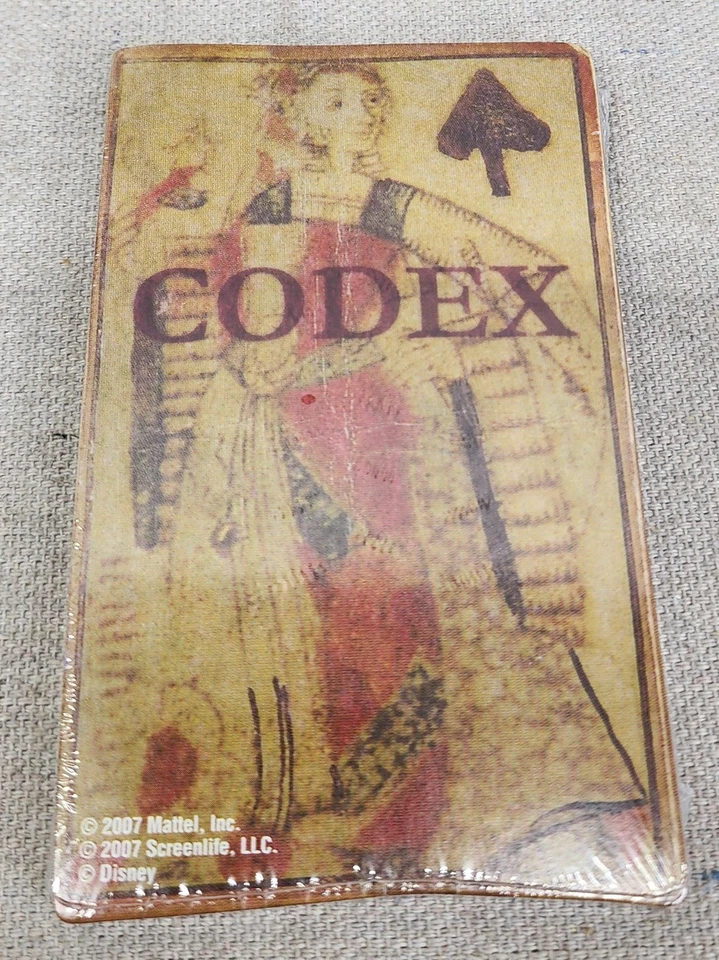 CODEX
© 2007 Mattel, Inc.
© 2007 Screenlife, LLC.
© Disney